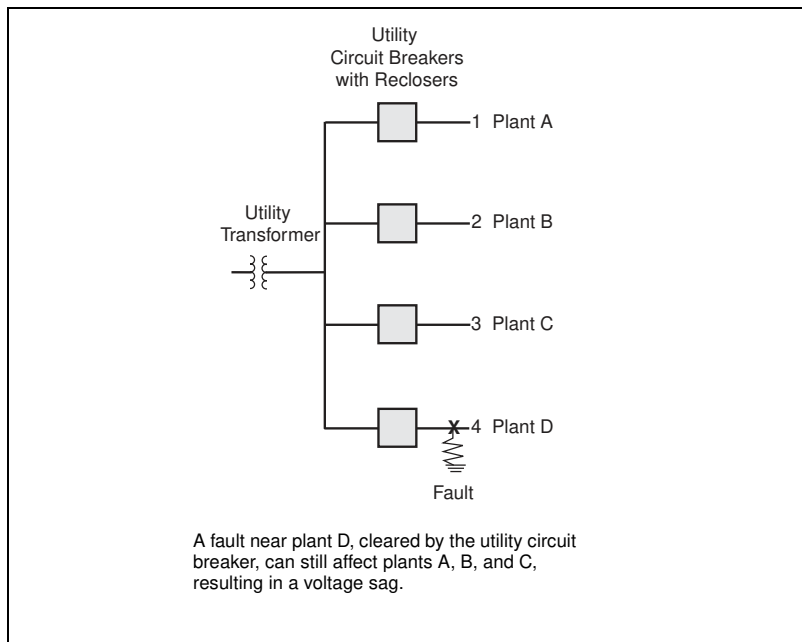 Utility
Circuit Breakers
with Reclosers
1 Plant A
Utility
Transformer
2 Plant B
3 Plant C
X
4 Plant D
Fault
A fault near plant D, cleared by the utility circuit
breaker, can still affect plants A, B, and C,
resulting in a voltage sag.